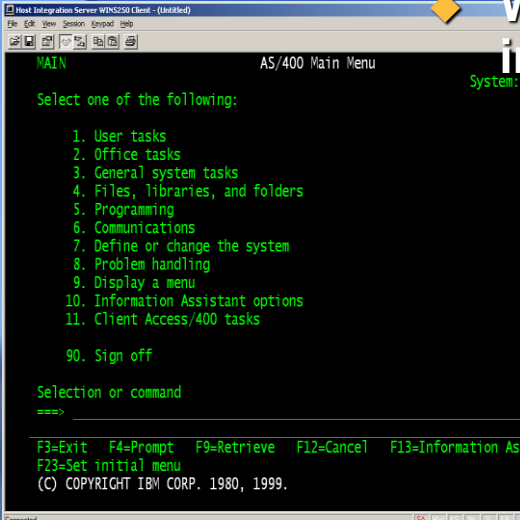 Host Integration Server WIN5250 Client - (Untitled)
File Edit View Session Keypad Help
MAIN AS/400 Main Menu
System:
Select one of the following:
1. User tasks
2. Office tasks
3. General system tasks
4. Files, libraries, and folders
5. Programming
6. Communications
7. Define or change the system
8. Problem handling
9. Display a menu
10. Information Assistant options
11. Client Access/400 tasks
90. Sign off
Selection or command
===>
F3=Exit F4=Prompt F9=Retrieve F12=Cancel F13=Information As
F23=Set initial menu
(C) COPYRIGHT IBM CORP. 1980, 1999.